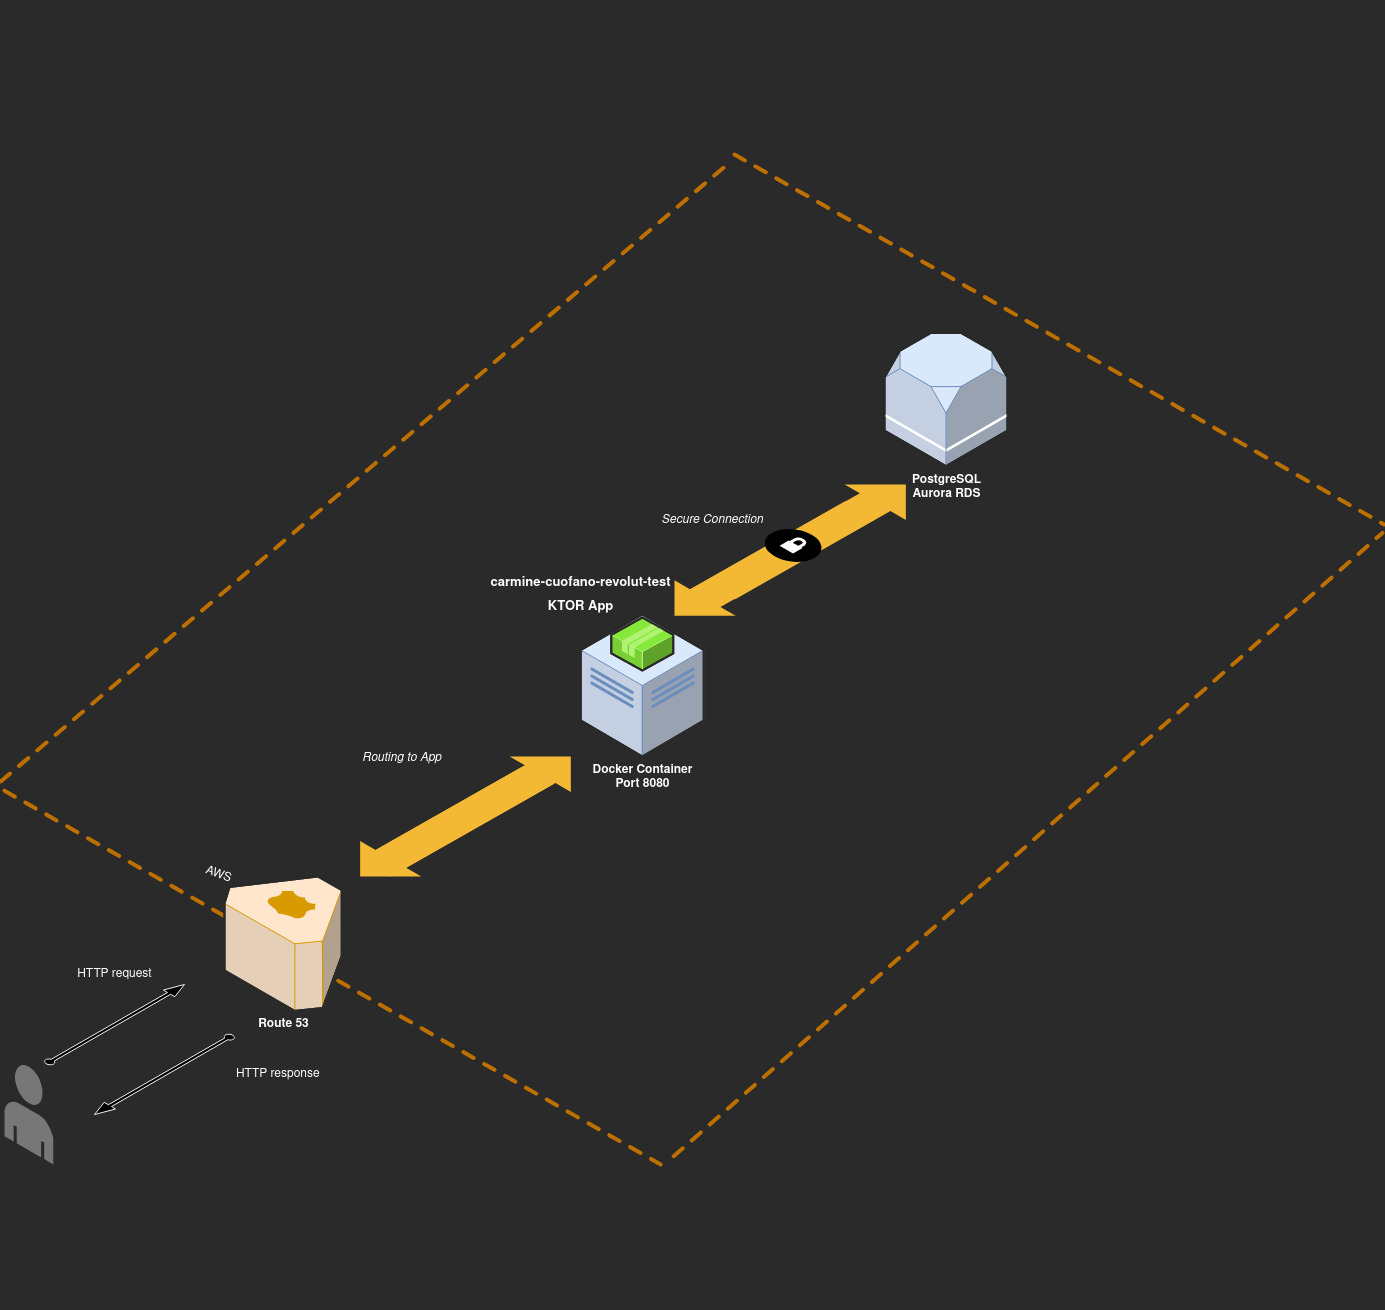 PostgreSQL
Aurora RDS
Secure Connection
carmine-cuofano-revolut-test
KTOR App
Routing to App
Docker Container
Port 8080
AWS
HTTP request
Route 53
HTTP response